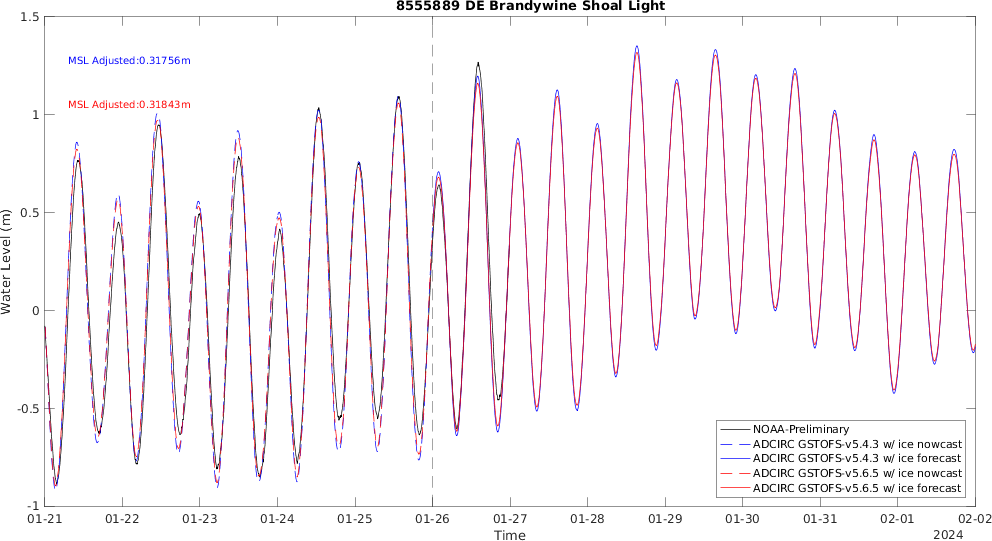 8555889 DE Brandywine Shoal Light
1.5
MSL Adjusted:0.31756m
MSL Adjusted:0.31843m
1
0.5
0
-0.5
-1
Water Level (m)
NOAA-Preliminary
ADCIRC GSTOFS-v5.4.3 w/ ice nowcast
ADCIRC GSTOFS-v5.4.3 w/ ice forecast
ADCIRC GSTOFS-v5.6.5 w/ ice nowcast
ADCIRC GSTOFS-v5.6.5 w/ ice forecast
01-21 01-22 01-23 01-24 01-25 01-26 01-27 01-28 01-29 01-30 01-31 02-01 02-02
Time
2024